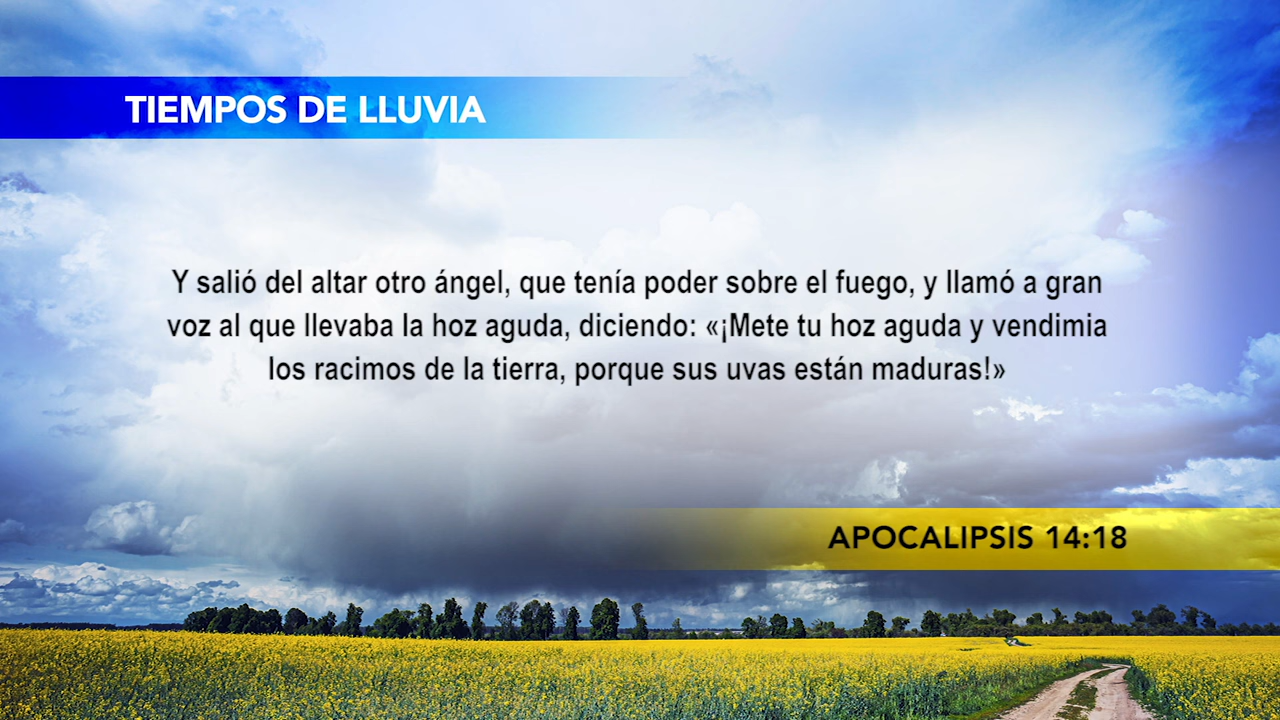 TIEMPOS DE LLUVIA
Y salió del altar otro ángel, que tenía poder sobre el fuego, y llamó a gran
voz al que llevaba la hoz aguda, diciendo: «¡Mete tu hoz aguda y vendimia
los racimos de la tierra, porque sus uvas están maduras!»
APOCALIPSIS 14:18